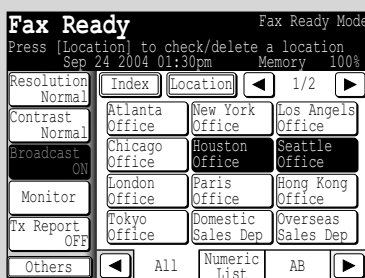 Fax Ready Fax Ready Mode
Press [Location] to check/delete a location
Sep 24 2004 01:30pm Memory 100%
Resolution
Normal
Index Location 1/2
Contrast
Normal
Atlanta Office
New York Office
Los Angels Office
Broadcast
ON
Chicago Office
Houston Office
Seattle Office
Monitor
London Office
Paris Office
Hong Kong Office
Tx Report
OFF
Tokyo Office
Domestic Sales Dep
Overseas Sales Dep
Others
All
Numeric List
AB